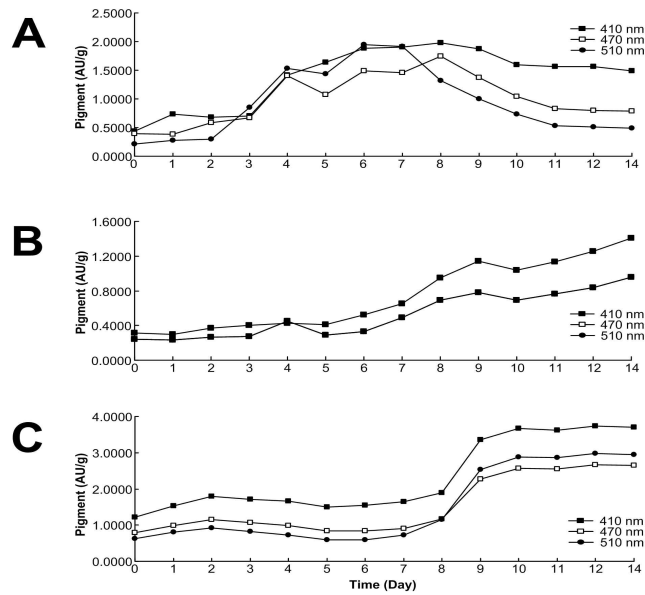 A
Pigment (AU/g)
2.5000
2.0000
1.5000
1.0000
0.5000
0.0000
0 1 2 3 4 5 6 7 8 9 10 11 12 14
410 nm
470 nm
510 nm
B
Pigment (AU/g)
1.6000
1.2000
0.8000
0.4000
0.0000
0 1 2 3 4 5 6 7 8 9 10 11 12 14
410 nm
470 nm
510 nm
C
Pigment (AU/g)
4.0000
3.0000
2.0000
1.0000
0.0000
0 1 2 3 4 5 6 7 8 9 10 11 12 14
410 nm
470 nm
510 nm
Time (Day)